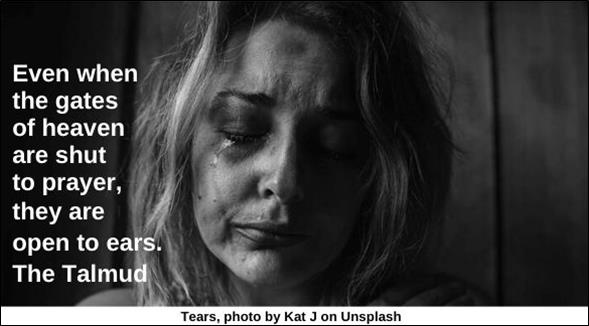 Even when
the gates
of heaven
are shut
to prayer,
they are
open to ears.
The Talmud
Tears, photo by Kat J on Unsplash